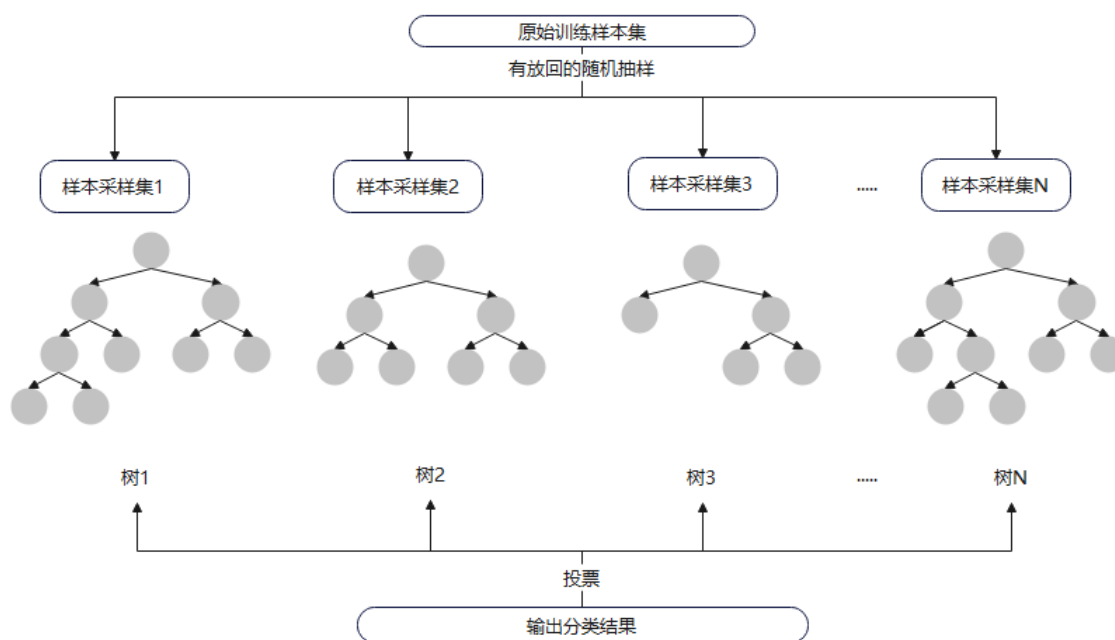 原始训练样本集
有放回的随机抽样
样本采样集1
样本采样集2
样本采样集3
.....
样本采样集N
树1
树2
树3
.....
树N
投票
输出分类结果